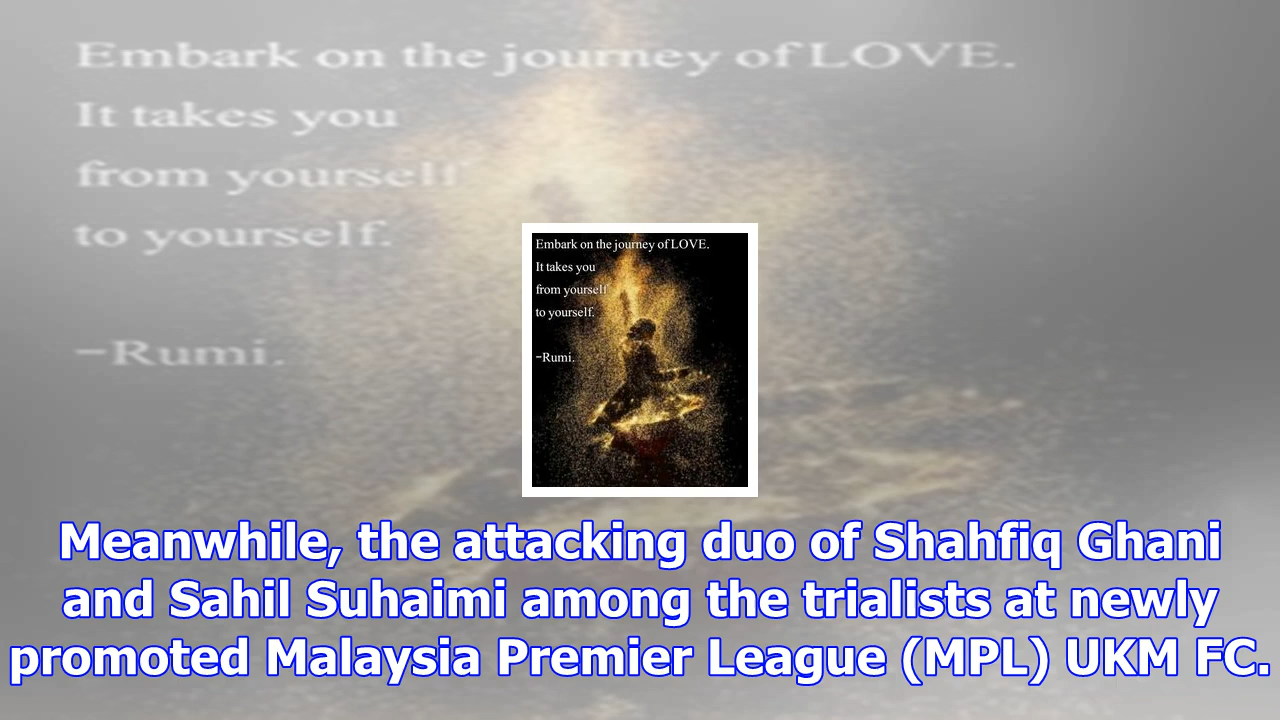 Embark on the journey of LOVE.
It takes you
from yourself
to yourself.
-Rumi.
Embark on the journey of LOVE.
It takes you
from yourself
to yourself.
-Rumi.
Meanwhile, the attacking duo of Shahfiq Ghani
and Sahil Suhaimi among the trialists at newly
promoted Malaysia Premier League (MPL) UKM FC.